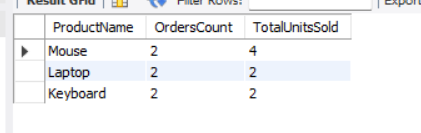 Result Grid Filter Rows: Export
ProductName OrdersCount TotalUnitsSold
Mouse 2 4
Laptop 2 2
Keyboard 2 2